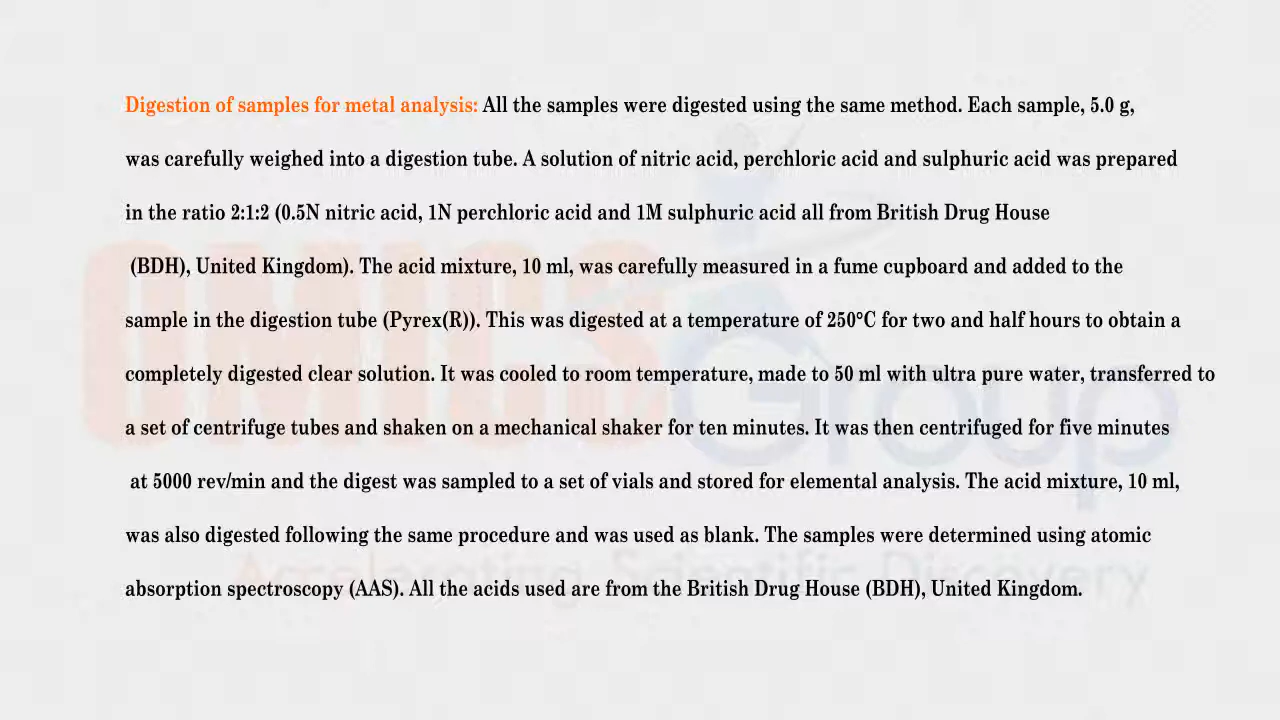 Digestion of samples for metal analysis: All the samples were digested using the same method. Each sample, 5.0 g,
was carefully weighed into a digestion tube. A solution of nitric acid, perchloric acid and sulphuric acid was prepared
in the ratio 2:1:2 (0.5N nitric acid, 1N perchloric acid and 1M sulphuric acid all from British Drug House
(BDH), United Kingdom). The acid mixture, 10 ml, was carefully measured in a fume cupboard and added to the
sample in the digestion tube (Pyrex(R)). This was digested at a temperature of 250°C for two and half hours to obtain a
completely digested clear solution. It was cooled to room temperature, made to 50 ml with ultra pure water, transferred to
a set of centrifuge tubes and shaken on a mechanical shaker for ten minutes. It was then centrifuged for five minutes
at 5000 rev/min and the digest was sampled to a set of vials and stored for elemental analysis. The acid mixture, 10 ml,
was also digested following the same procedure and was used as blank. The samples were determined using atomic
absorption spectroscopy (AAS). All the acids used are from the British Drug House (BDH), United Kingdom.
OMICS Group
Accelerating Scientific Discovery